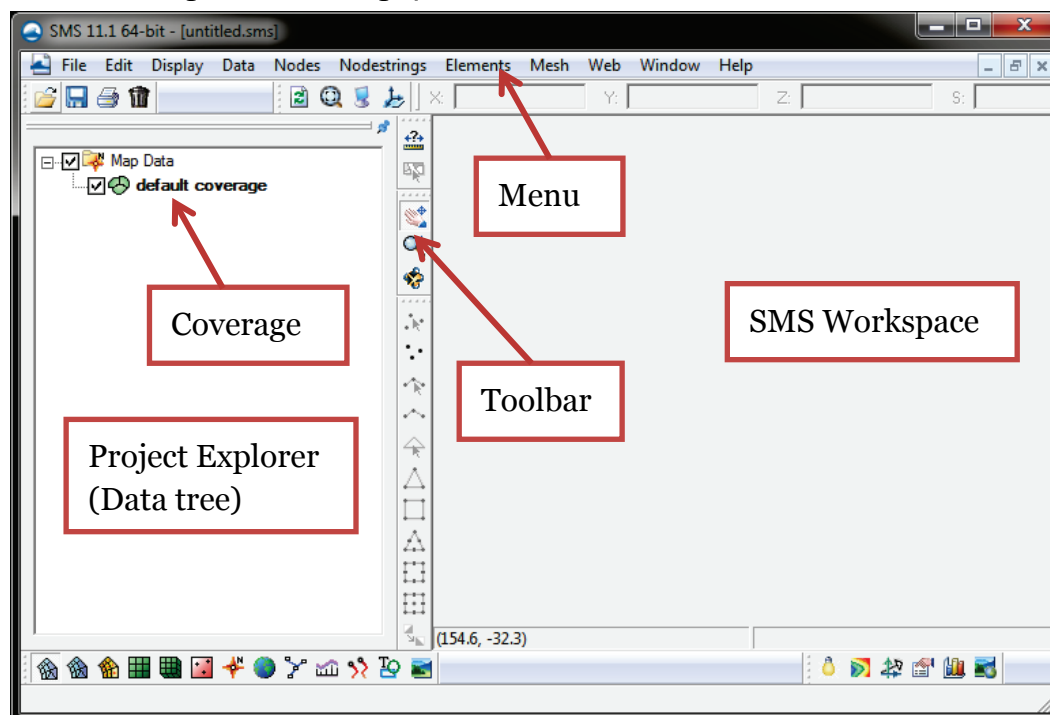 SMS 11.1 64-bit - [untitled.sms]
File Edit Display Data Nodes Nodestrings Elements Mesh Web Window Help
X: Y: Z: S:
Map Data
default coverage
Menu
Coverage
SMS Workspace
Toolbar
Project Explorer
(Data tree)
(154.6, -32.3)